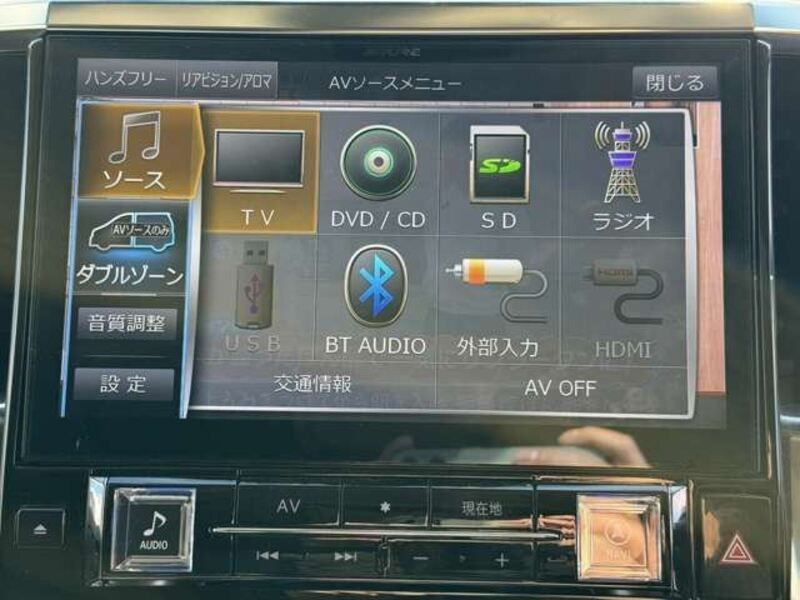 ハンズフリー リアビジョン/アロマ AVソースメニュー 閉じる
ソース TV DVD / CD SD ラジオ
AVソースのみ
ダブルゾーン USB BT AUDIO 外部入力 HDMI
音質調整
設定 交通情報 AV OFF
AUDIO AV 現在地 NAVI